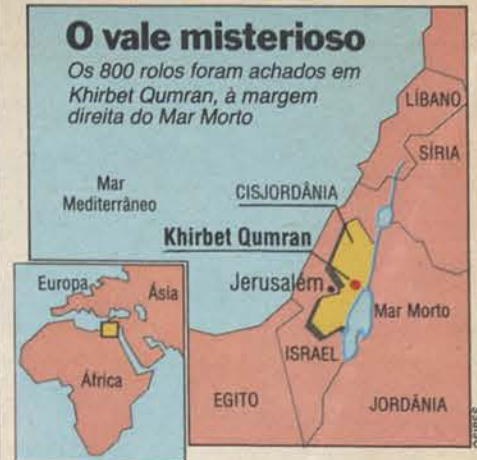 O vale misterioso
Os 800 rolos foram achados em
Khirbet Qumran, à margem
direita do Mar Morto
LÍBANO
SÍRIA
Mar
Mediterrâneo
CISJORDÂNIA
Khirbet Qumran
Jerusalém
Mar Morto
ISRAEL
EGITO
JORDÂNIA
Europa
Ásia
África